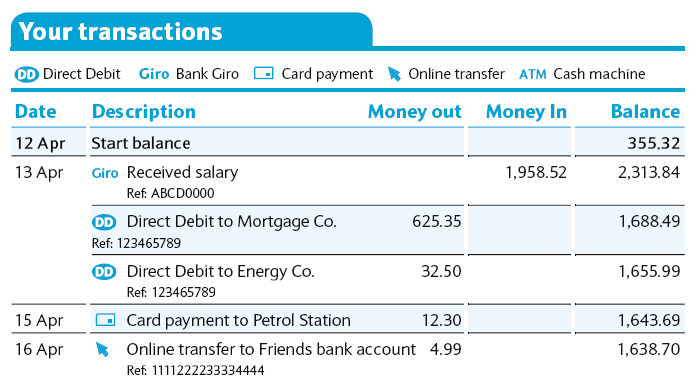 Your transactions
DD Direct Debit Giro Bank Giro Card payment Online transfer ATM Cash machine
Date Description Money out Money In Balance
12 Apr Start balance 355.32
13 Apr Giro Received salary 1,958.52 2,313.84
Ref: ABCD0000
DD Direct Debit to Mortgage Co. 625.35 1,688.49
Ref: 123465789
DD Direct Debit to Energy Co. 32.50 1,655.99
Ref: 123465789
15 Apr Card payment to Petrol Station 12.30 1,643.69
16 Apr Online transfer to Friends bank account 4.99 1,638.70
Ref: 1111222233334444